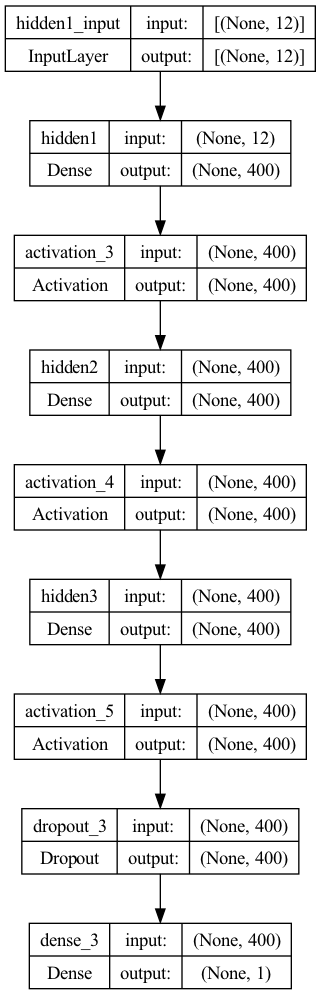 hidden1_input input: [(None, 12)]
InputLayer output: [(None, 12)]
hidden1 input: (None, 12)
Dense output: (None, 400)
activation_3 input: (None, 400)
Activation output: (None, 400)
hidden2 input: (None, 400)
Dense output: (None, 400)
activation_4 input: (None, 400)
Activation output: (None, 400)
hidden3 input: (None, 400)
Dense output: (None, 400)
activation_5 input: (None, 400)
Activation output: (None, 400)
dropout_3 input: (None, 400)
Dropout output: (None, 400)
dense_3 input: (None, 400)
Dense output: (None, 1)